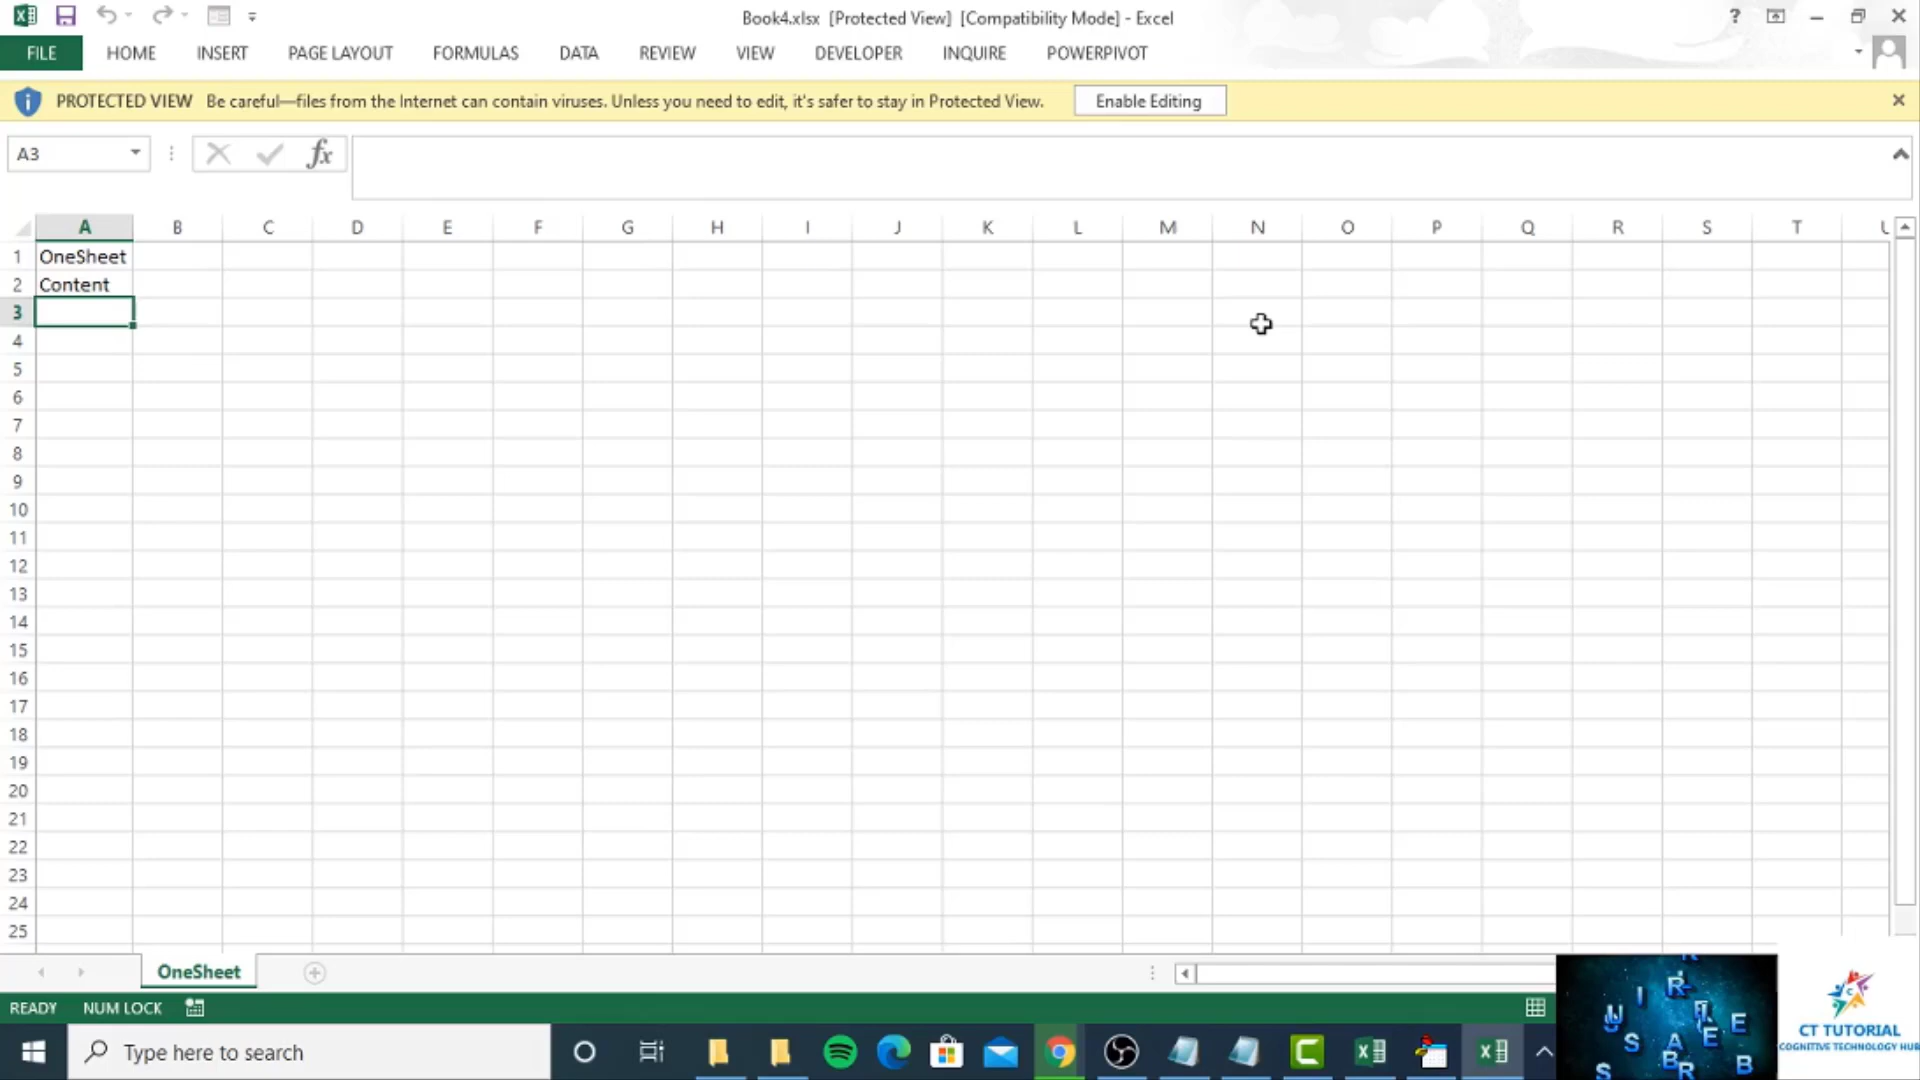 Book4.xlsx [Protected View] [Compatibility Mode] - Excel
?
FILE HOME INSERT PAGE LAYOUT FORMULAS DATA REVIEW VIEW DEVELOPER INQUIRE POWERPIVOT
PROTECTED VIEW Be careful—files from the Internet can contain viruses. Unless you need to edit, it's safer to stay in Protected View. Enable Editing
A3 fx
A B C D E F G H I J K L M N O P Q R S T
1 OneSheet
2 Content
3
4
5
6
7
8
9
10
11
12
13
14
15
16
17
18
19
20
21
22
23
24
25
OneSheet
READY NUM LOCK
Type here to search
CT TUTORIAL
COGNITIVE TECHNOLOGY HUB